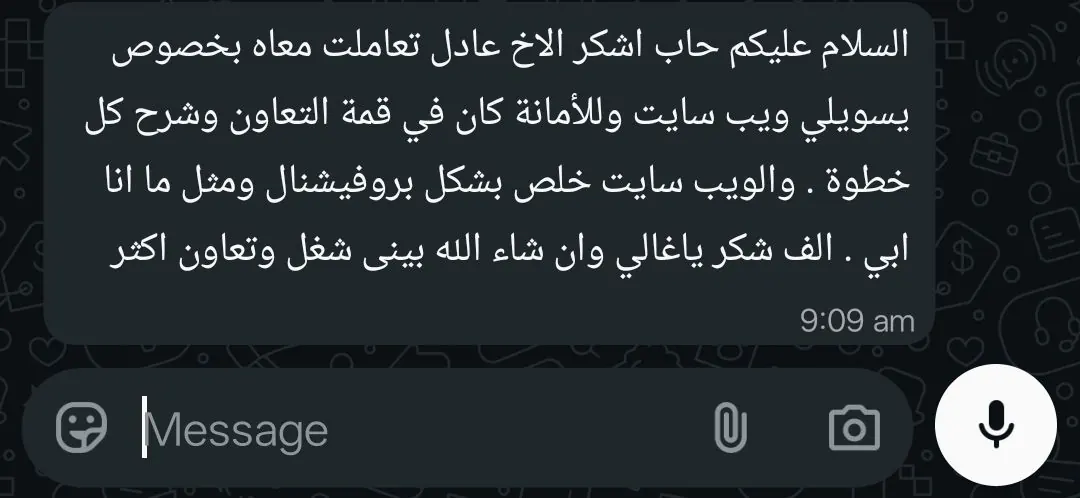 السلام عليكم حاب اشكر الاخ عادل تعاملت معاه بخصوص
يسويلي ويب سايت وللأمانة كان في قمة التعاون وشرح كل
خطوة . والويب سايت خلص بشكل بروفيشنال ومثل ما انا
ابي . الف شكر ياغالي وان شاء الله بينى شغل وتعاون اكثر
9:09 am
Message